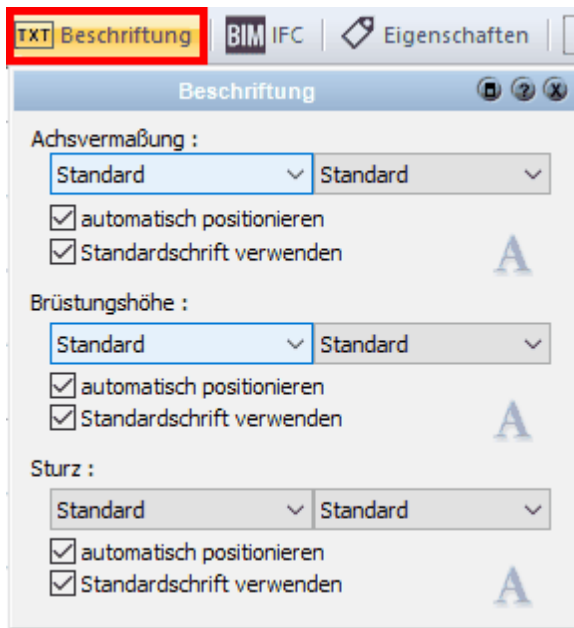 TXT Beschriftung BIM IFC Eigenschaften
Beschriftung
Achsvermaßung :
Standard Standard
automatisch positionieren
Standardschrift verwenden
A
Brüstungshöhe :
Standard Standard
automatisch positionieren
Standardschrift verwenden
A
Sturz :
Standard Standard
automatisch positionieren
Standardschrift verwenden
A